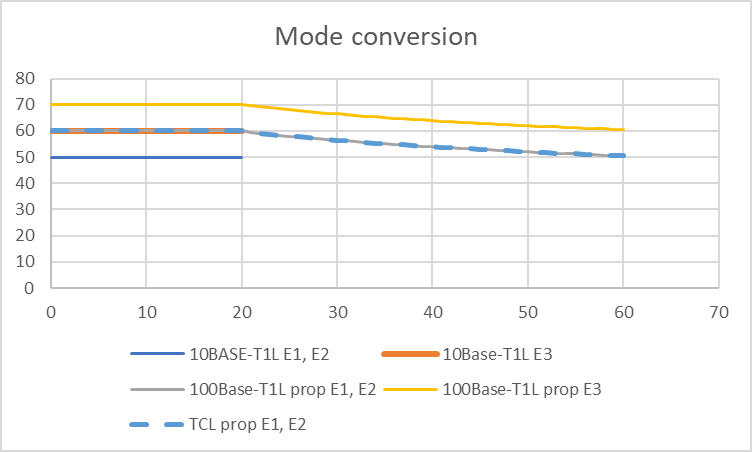 Mode conversion
80
70
60
50
40
30
20
10
0
0 10 20 30 40 50 60 70
10BASE-T1L E1, E2 10Base-T1L E3
100Base-T1L prop E1, E2 100Base-T1L prop E3
TCL prop E1, E2